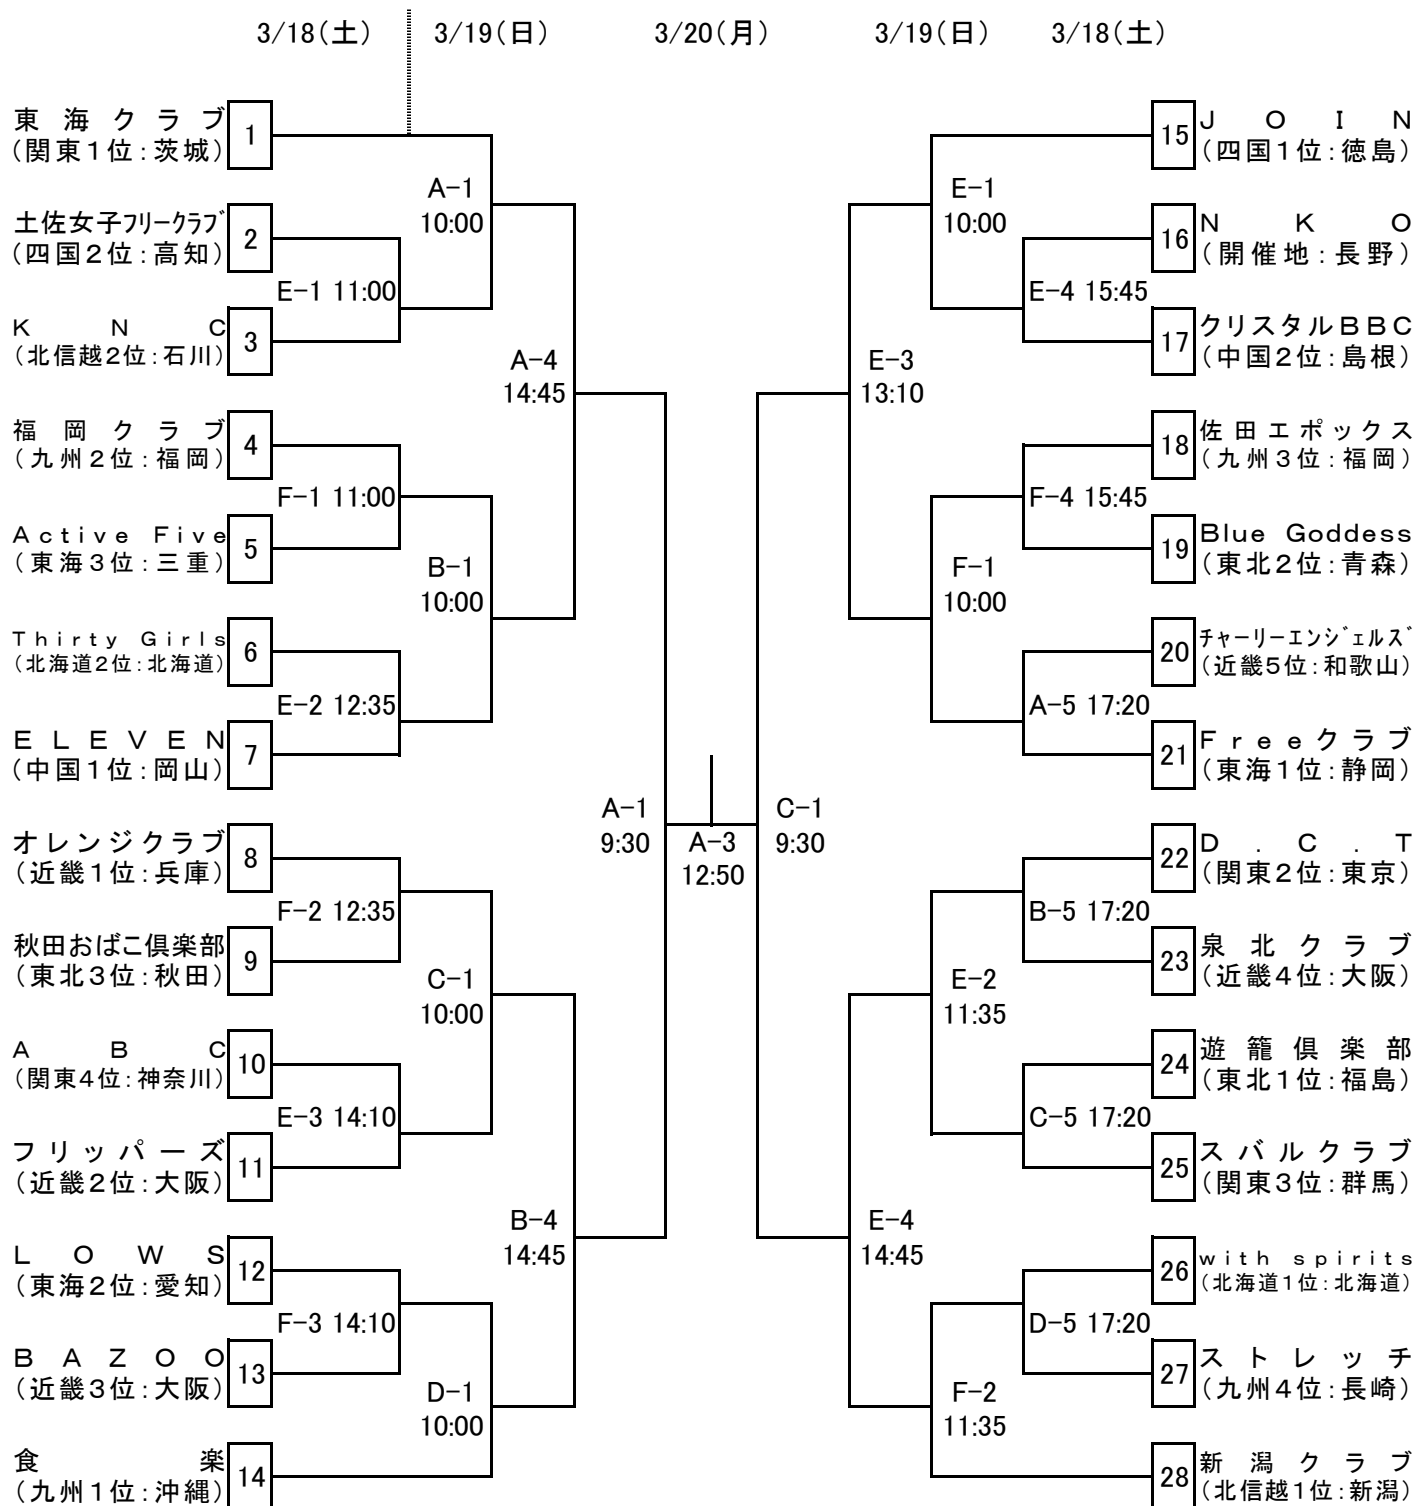 3/18(土) 3/19(日) 3/20(月) 3/19(日) 3/18(土)
東海クラブ
(関東1位:茨城)
1
土佐女子フリークラブ
(四国2位:高知)
2
KNC
(北信越2位:石川)
3
福岡クラブ
(九州2位:福岡)
4
Active Five
(東海3位:三重)
5
Thirty Girls
(北海道2位:北海道)
6
ELEVEN
(中国1位:岡山)
7
オレンジクラブ
(近畿1位:兵庫)
8
秋田おばこ倶楽部
(東北3位:秋田)
9
ABC
(関東4位:神奈川)
10
フリッパーズ
(近畿2位:大阪)
11
LOWS
(東海2位:愛知)
12
BAZOO
(近畿3位:大阪)
13
食楽
(九州1位:沖縄)
14
E-1 11:00
F-1 11:00
E-2 12:35
F-2 12:35
E-3 14:10
F-3 14:10
A-1
10:00
B-1
10:00
C-1
10:00
D-1
10:00
A-4
14:45
B-4
14:45
A-1
9:30
A-3
12:50
C-1
9:30
E-3
13:10
E-4
14:45
E-1
10:00
F-1
10:00
E-2
11:35
F-2
11:35
E-4 15:45
F-4 15:45
A-5 17:20
B-5 17:20
C-5 17:20
D-5 17:20
15
JOIN
(四国1位:徳島)
16
NKO
(開催地:長野)
17
クリスタルBBC
(中国2位:島根)
18
佐田エポックス
(九州3位:福岡)
19
Blue Goddess
(東北2位:青森)
20
チャーリーエンジェルズ
(近畿5位:和歌山)
21
Freeクラブ
(東海1位:静岡)
22
D.C.T
(関東2位:東京)
23
泉北クラブ
(近畿4位:大阪)
24
遊籠倶楽部
(東北1位:福島)
25
スバルクラブ
(関東3位:群馬)
26
with spirits
(北海道1位:北海道)
27
ストレッチ
(九州4位:長崎)
28
新潟クラブ
(北信越1位:新潟)